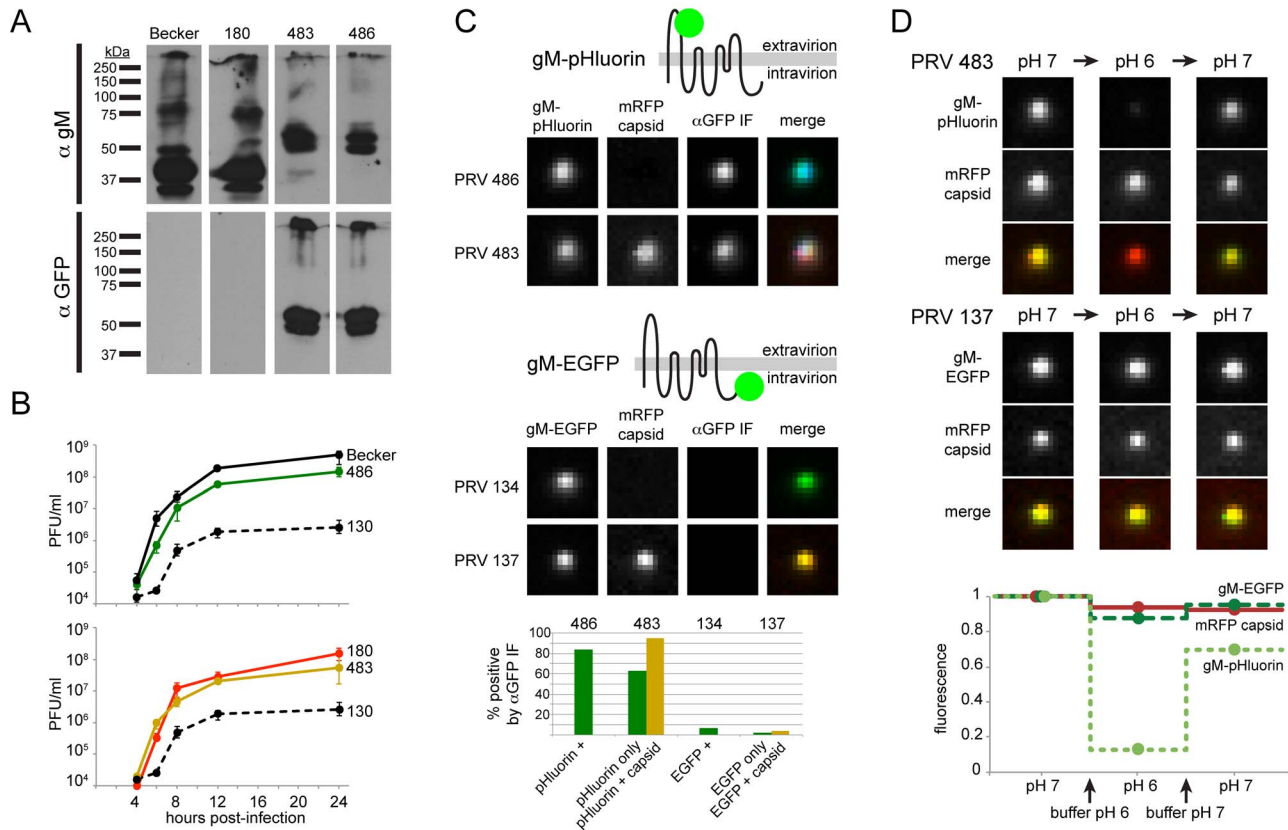 A
Becker 180 483 486
kDa
α gM
250
150
100
75
50
37
α GFP
250
150
100
75
50
37
B
PFU/ml
10⁹
10⁸
10⁷
10⁶
10⁵
10⁴
Becker
486
130
PFU/ml
10⁸
10⁷
10⁶
10⁵
10⁴
180
483
130
4 8 12 16 20 24
hours post-infection
C
gM-pHluorin
extravirion
intravirion
gM-
pHluorin
mRFP
capsid
αGFP IF
merge
PRV 486
PRV 483
gM-EGFP
extravirion
intravirion
gM-EGFP
mRFP
capsid
αGFP IF
merge
PRV 134
PRV 137
486 483 134 137
% positive
by αGFP IF
100
80
60
40
20
pHluorin +
pHluorin only
pHluorin + capsid
EGFP +
EGFP only
EGFP + capsid
D
PRV 483 pH 7 pH 6 pH 7
gM-
pHluorin
mRFP
capsid
merge
PRV 137 pH 7 pH 6 pH 7
gM-
EGFP
mRFP
capsid
merge
fluorescence
1
0.8
0.6
0.4
0.2
0
gM-EGFP
mRFP capsid
gM-pHluorin
pH 7 pH 6 pH 7
buffer pH 6 buffer pH 7